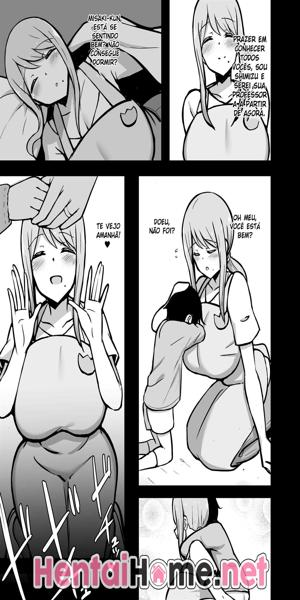 PRAZER EM
CONHECER
TODOS
VOCÊS, SOU
SHIMIZU E
SEREI SUA
PROFESSOR
A A PARTIR
DE AGORA.
MISAKI-KUN,
ESTÁ SE
SENTINDO
BEM? NÃO
CONSEGUE
DORMIR?
OH MEU,
VOCÊ ESTÁ
BEM?
DOEU,
NÃO FOI?
TE VEJO
AMANHÃ!
♥
HentaiHome.net